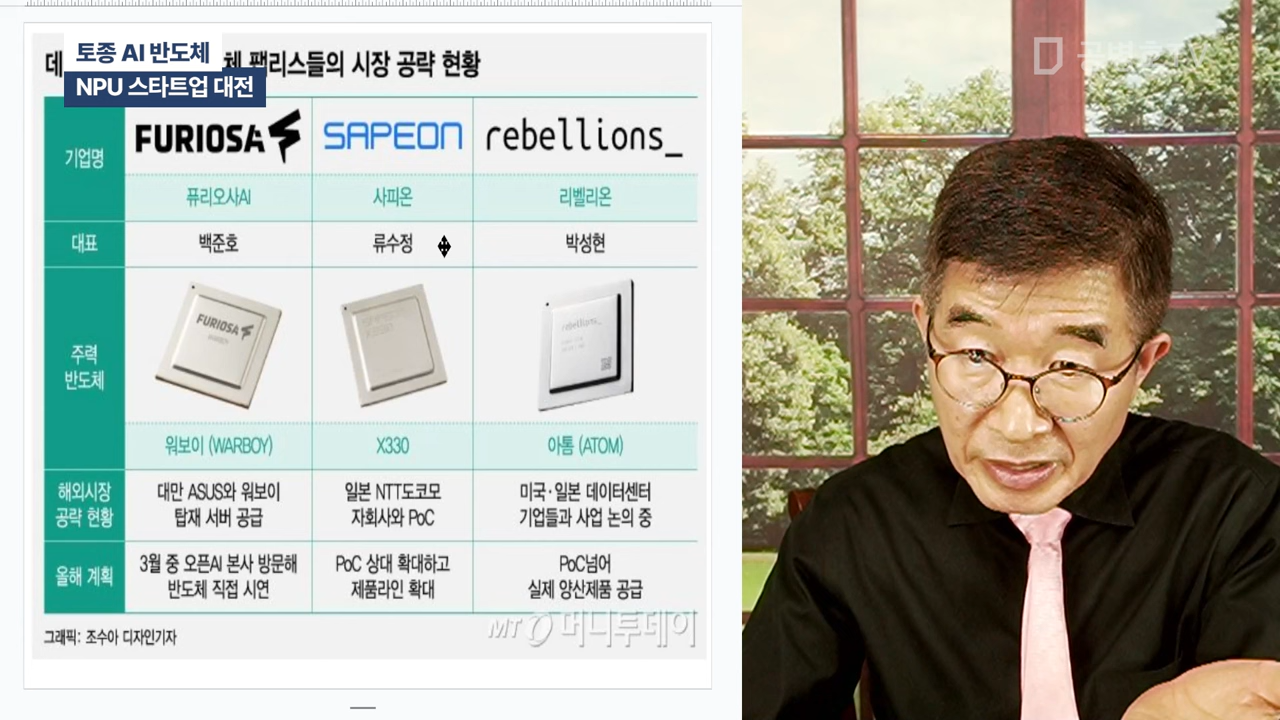 토종 AI 반도체
NPU 스타트업 대전
체 팹리스들의 시장 공략 현황
기업명
FURIOSA
SAPEON
rebellions_
퓨리오사AI
사피온
리벨리온
대표
백준호
류수정
박성현
주력
반도체
FURIOSA
WARBOY
SAPEON
X330
rebellions_
워보이 (WARBOY)
X330
아톰 (ATOM)
해외시장
공략 현황
대만 ASUS와 워보이
탑재 서버 공급
일본 NTT도코모
자회사와 PoC
미국·일본 데이터센터
기업들과 사업 논의 중
올해 계획
3월 중 오픈AI 본사 방문해
반도체 직접 시연
PoC 상대 확대하고
제품라인 확대
PoC넘어
실제 양산제품 공급
그래픽: 조수아 디자인기자
MT 머니투데이